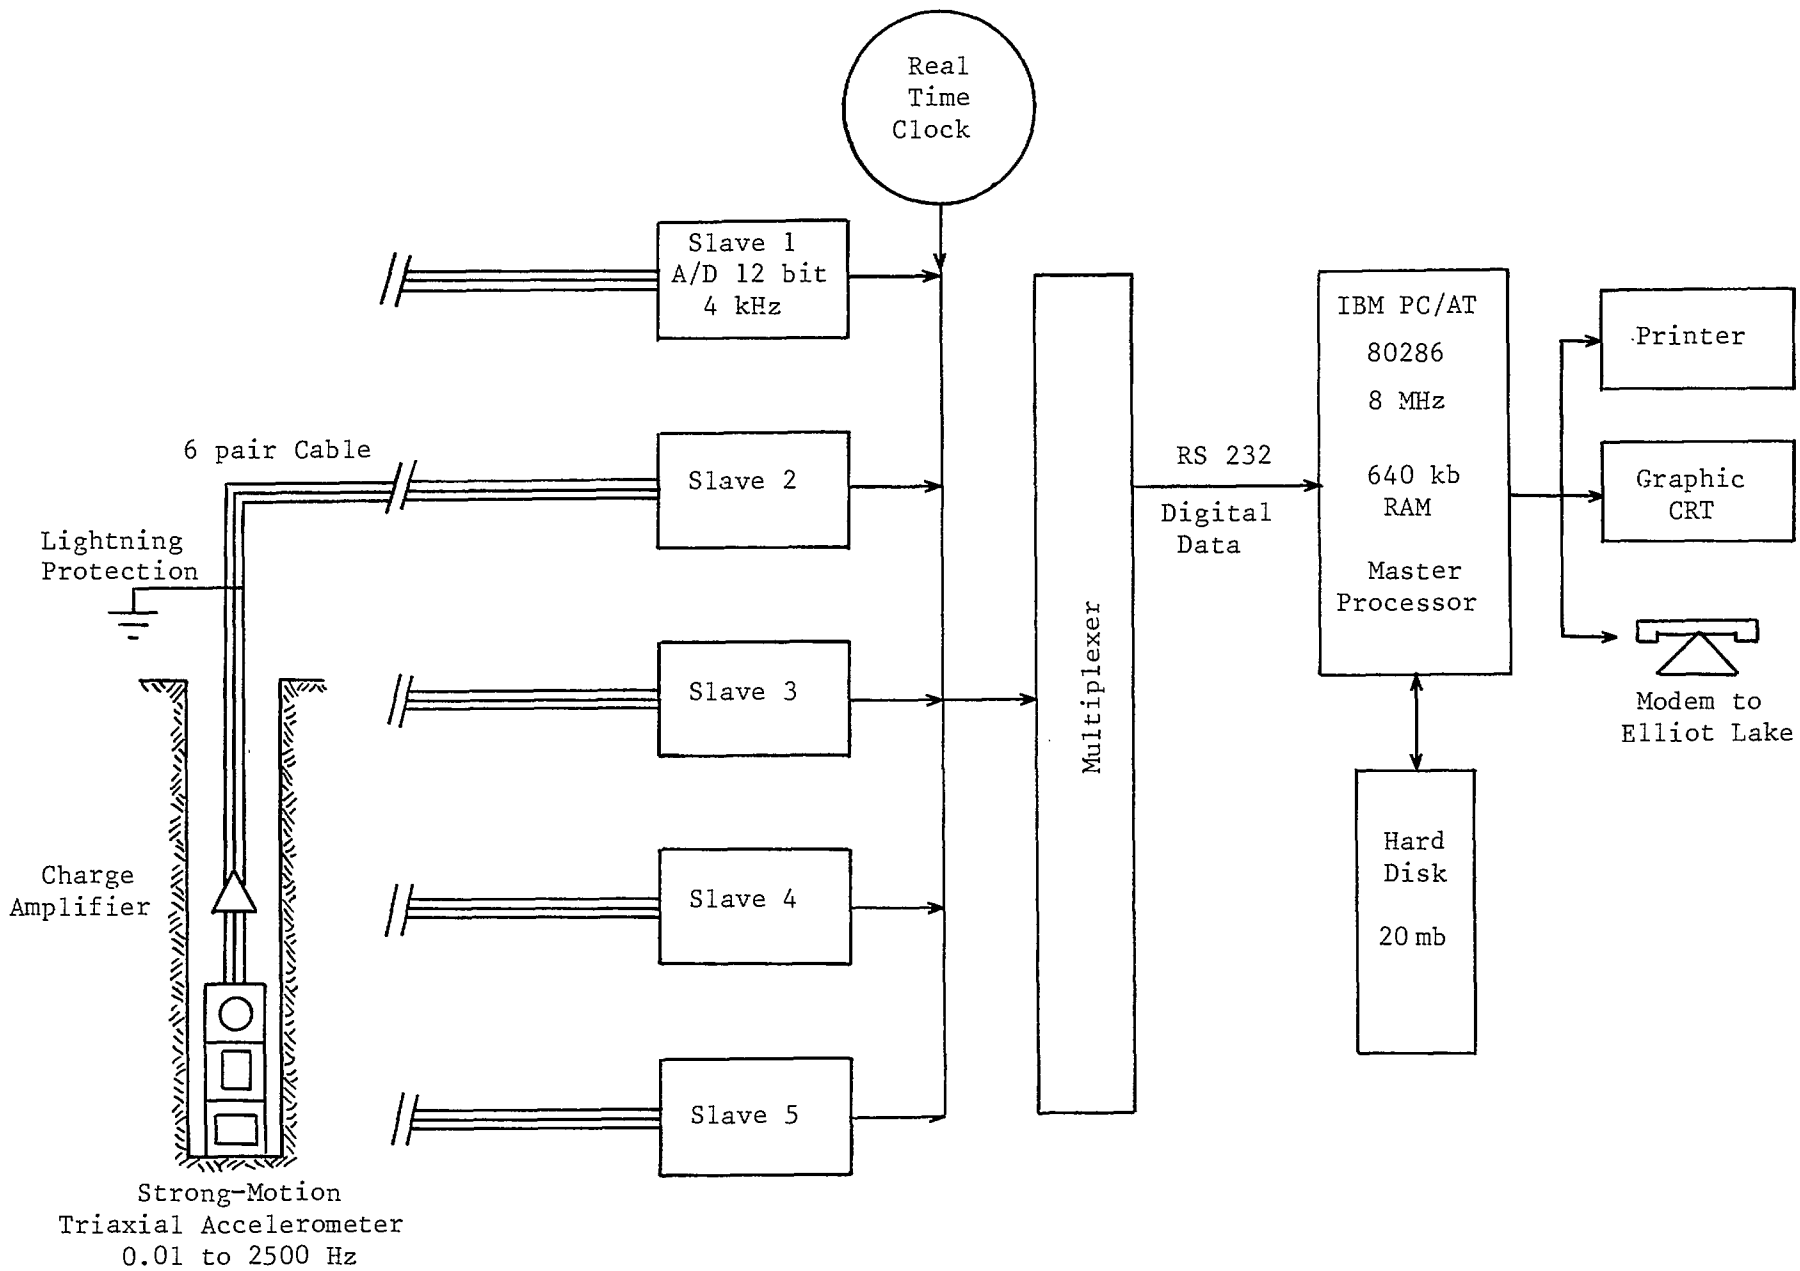 Real
Time
Clock
Slave 1
A/D 12 bit
4 kHz
6 pair Cable
Slave 2
Lightning
Protection
Slave 3
Charge
Amplifier
Slave 4
Slave 5
Strong-Motion
Triaxial Accelerometer
0.01 to 2500 Hz
Multiplexer
RS 232
Digital
Data
IBM PC/AT
80286
8 MHz
640 kb
RAM
Master
Processor
Printer
Graphic
CRT
Modem to
Elliot Lake
Hard
Disk
20 mb